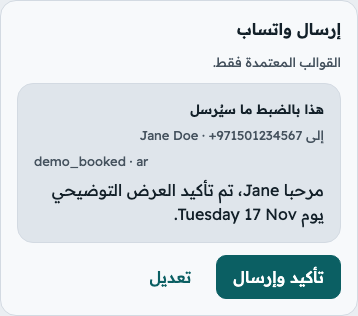 إرسال واتساب
القوالب المعتمدة فقط.
هذا بالضبط ما سيُرسل
إلى Jane Doe · +971501234567
demo_booked · ar
مرحبا Jane، تم تأكيد العرض التوضيحي
يوم Tuesday 17 Nov.
تأكيد وإرسال
تعديل